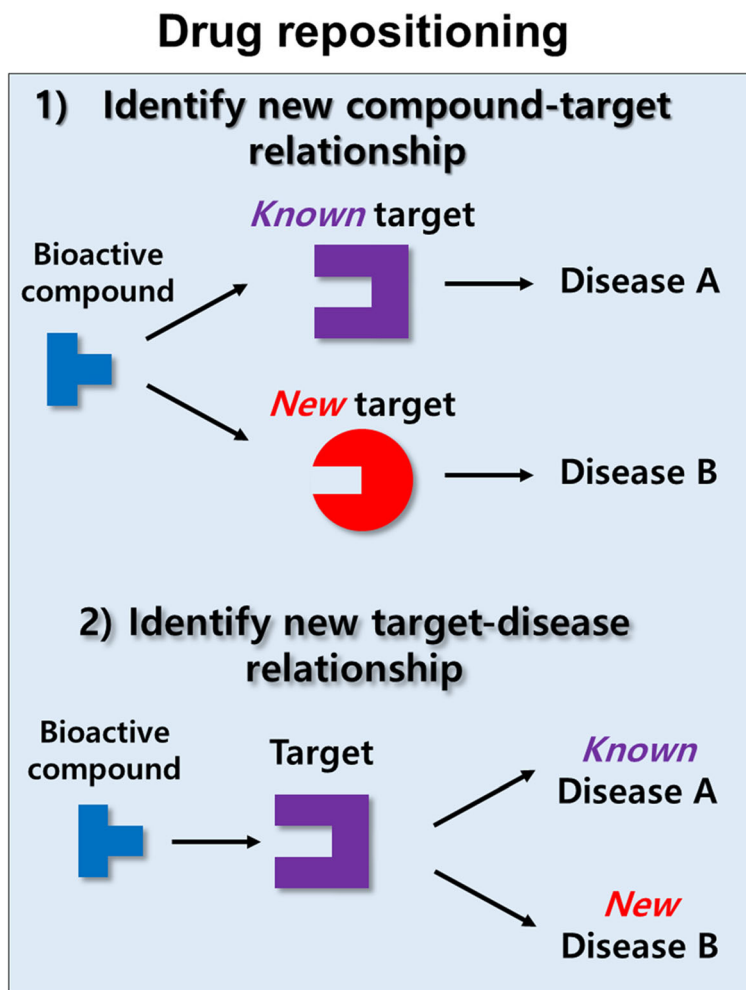 Drug repositioning
1) Identify new compound-target
relationship
Known target
Bioactive
compound
Disease A
New target
Disease B
2) Identify new target-disease
relationship
Bioactive
compound
Target
Known
Disease A
New
Disease B